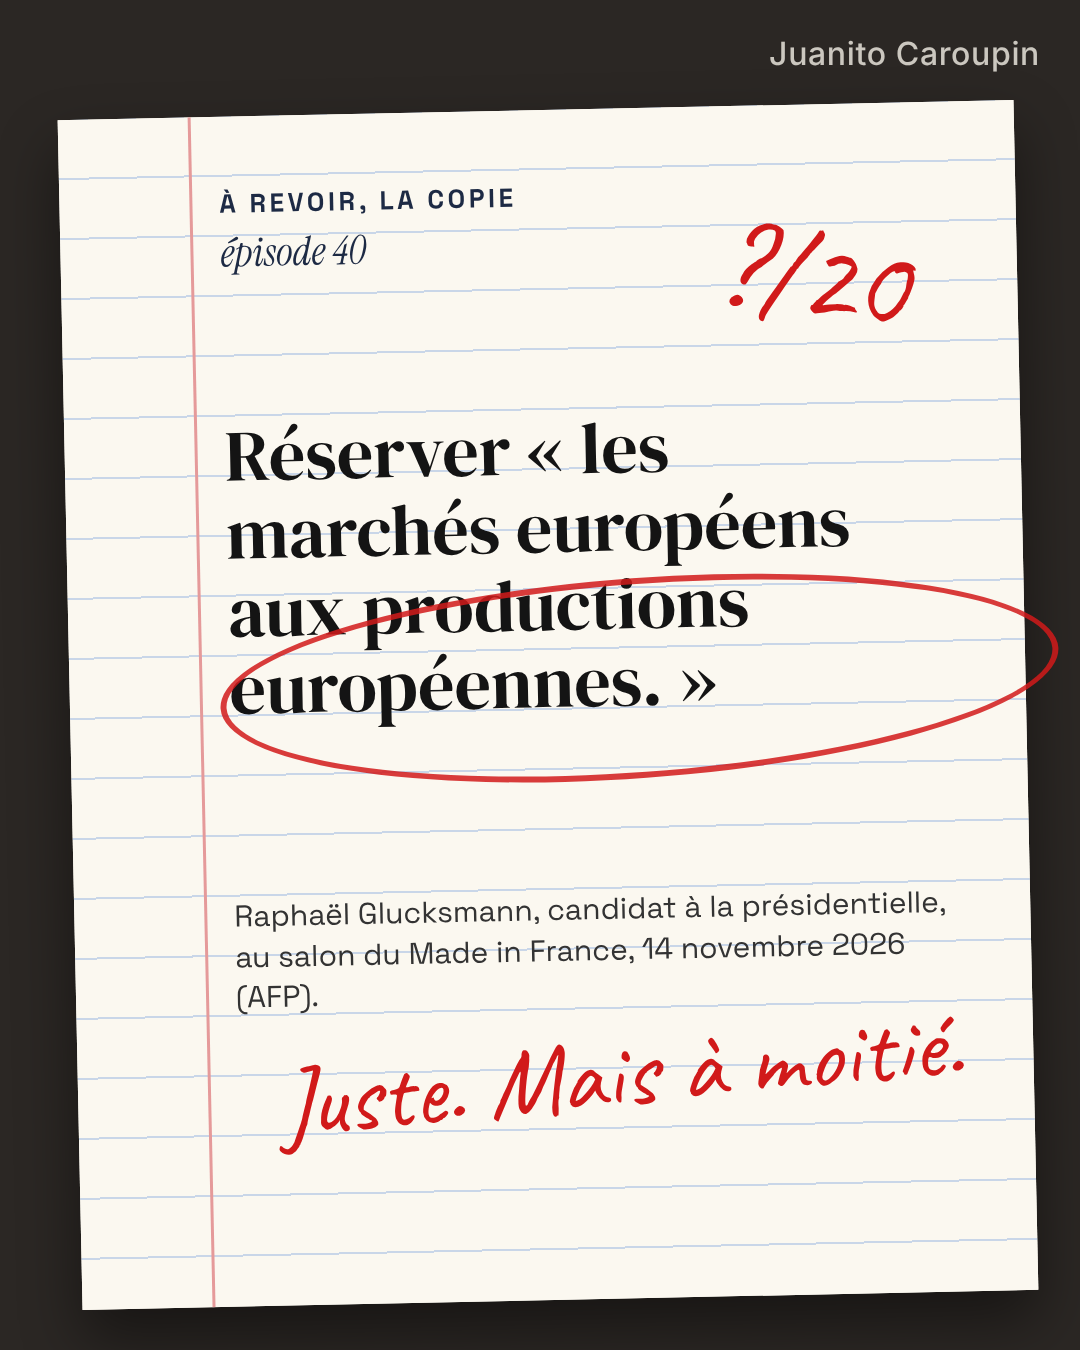 Juanito Caroupin
À REVOIR, LA COPIE
épisode 40
?/20
Réserver « les
marchés européens
aux productions
européennes. »
Raphaël Glucksmann, candidat à la présidentielle,
au salon du Made in France, 14 novembre 2026
(AFP).
Juste. Mais à moitié.